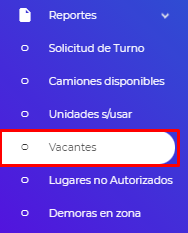 Reportes
Solicitud de Turno
Camiones disponibles
Unidades s/usar
Vacantes
Lugares no Autorizados
Demoras en zona